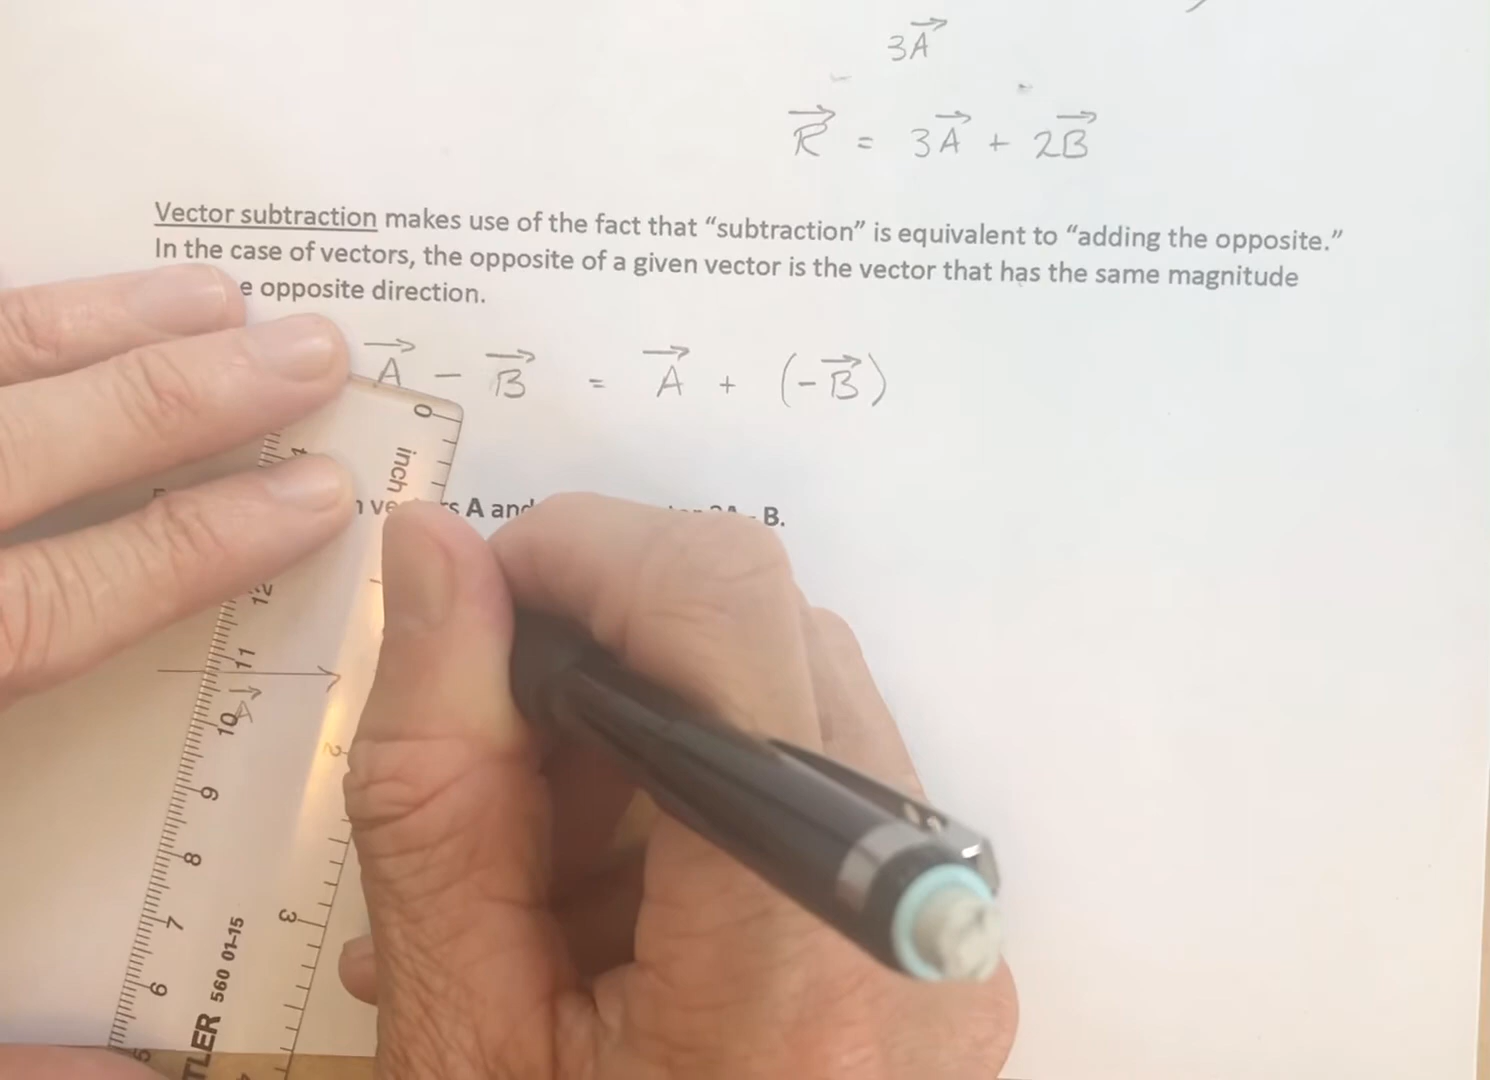 3A
R = 3A + 2B
Vector subtraction makes use of the fact that “subtraction” is equivalent to “adding the opposite.”
In the case of vectors, the opposite of a given vector is the vector that has the same magnitude
e opposite direction.
A − B = A + (−B)
A and B.
A
0
inch
2
3
12
11
10
9
8
7
6
5
TLER 560 01-15